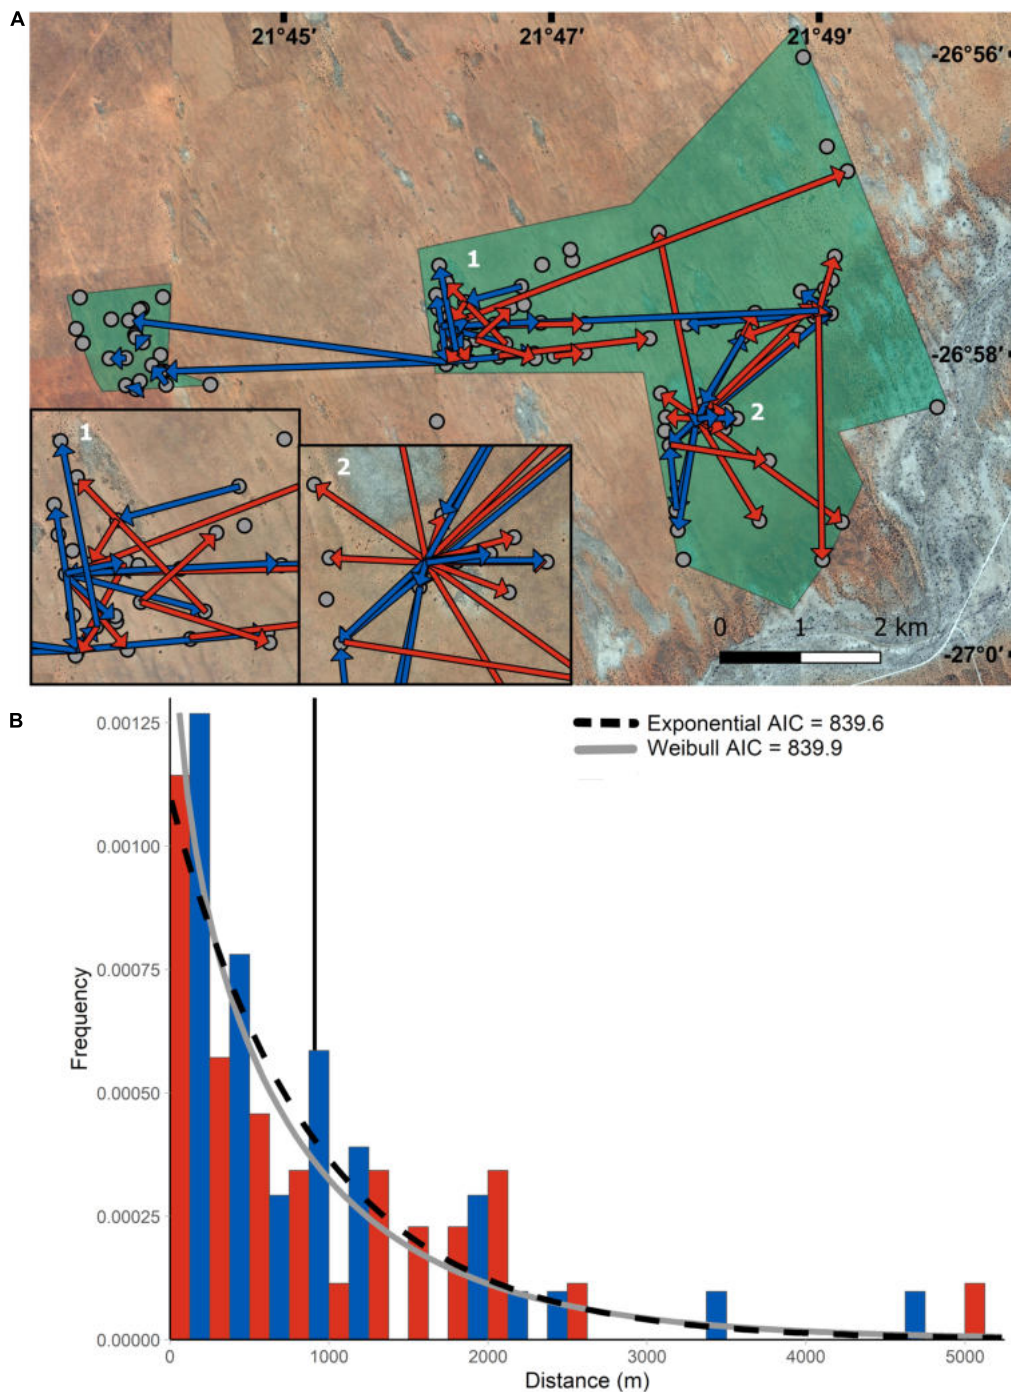 A
21°45′
21°47′
21°49′
-26°56′
1
-26°58′
2
1
2
0 1 2 km
-27°0′
B
Exponential AIC = 839.6
Weibull AIC = 839.9
0.00125
0.00100
0.00075
0.00050
0.00025
0.00000
Frequency
0 1000 2000 3000 4000 5000
Distance (m)